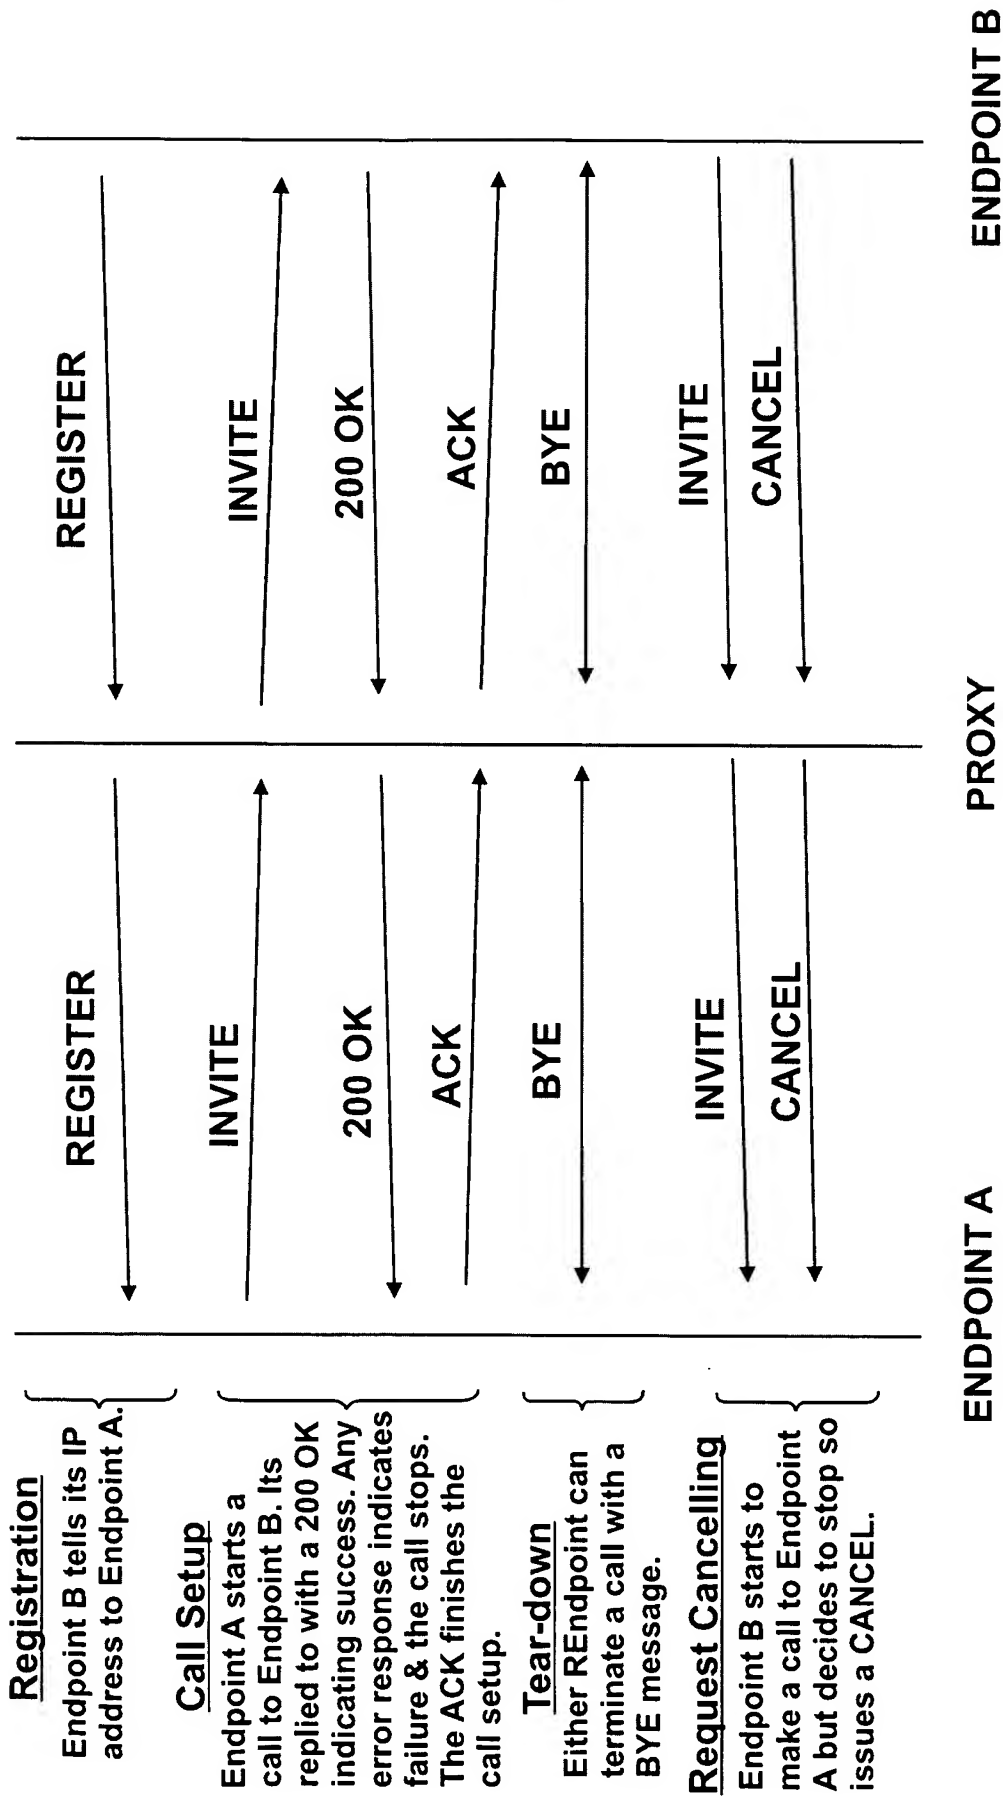 Registration
Endpoint B tells its IP
address to Endpoint A.
REGISTER
REGISTER
Call Setup
Endpoint A starts a
call to Endpoint B. Its
replied to with a 200 OK
indicating success. Any
error response indicates
failure & the call stops.
The ACK finishes the
call setup.
INVITE
INVITE
200 OK
200 OK
ACK
ACK
Tear-down
Either REndpoint can
terminate a call with a
BYE message.
BYE
BYE
Request Cancelling
Endpoint B starts to
make a call to Endpoint
A but decides to stop so
issues a CANCEL.
INVITE
INVITE
CANCEL
CANCEL
ENDPOINT A
PROXY
ENDPOINT B